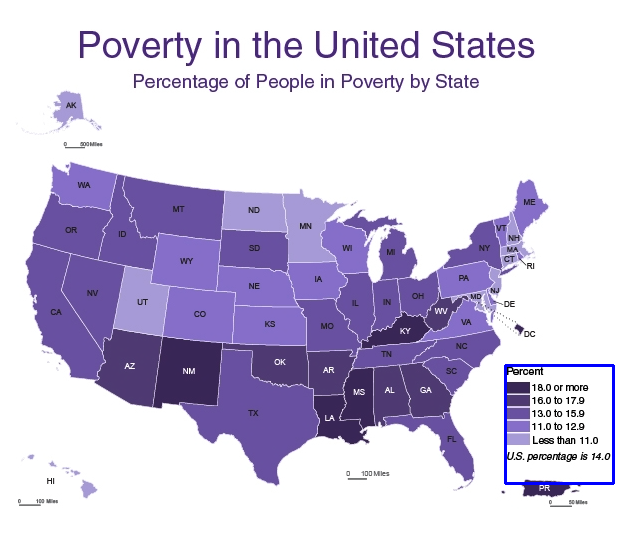 Poverty in the United States
Percentage of People in Poverty by State
AK
0 500 Miles
WA
MT
ND
MN
ME
VT
NH
MA
CT
RI
OR
ID
SD
WI
MI
NY
WY
IA
PA
NJ
DE
MD
DC
NE
NV
UT
CO
IL
IN
OH
WV
VA
CA
KS
MO
KY
NC
TN
AZ
NM
OK
AR
SC
MS
AL
GA
TX
LA
FL
Percent
18.0 or more
16.0 to 17.9
13.0 to 15.9
11.0 to 12.9
Less than 11.0
U.S. percentage is 14.0
HI
0 100 Miles
0 100 Miles
PR
0 50 Miles